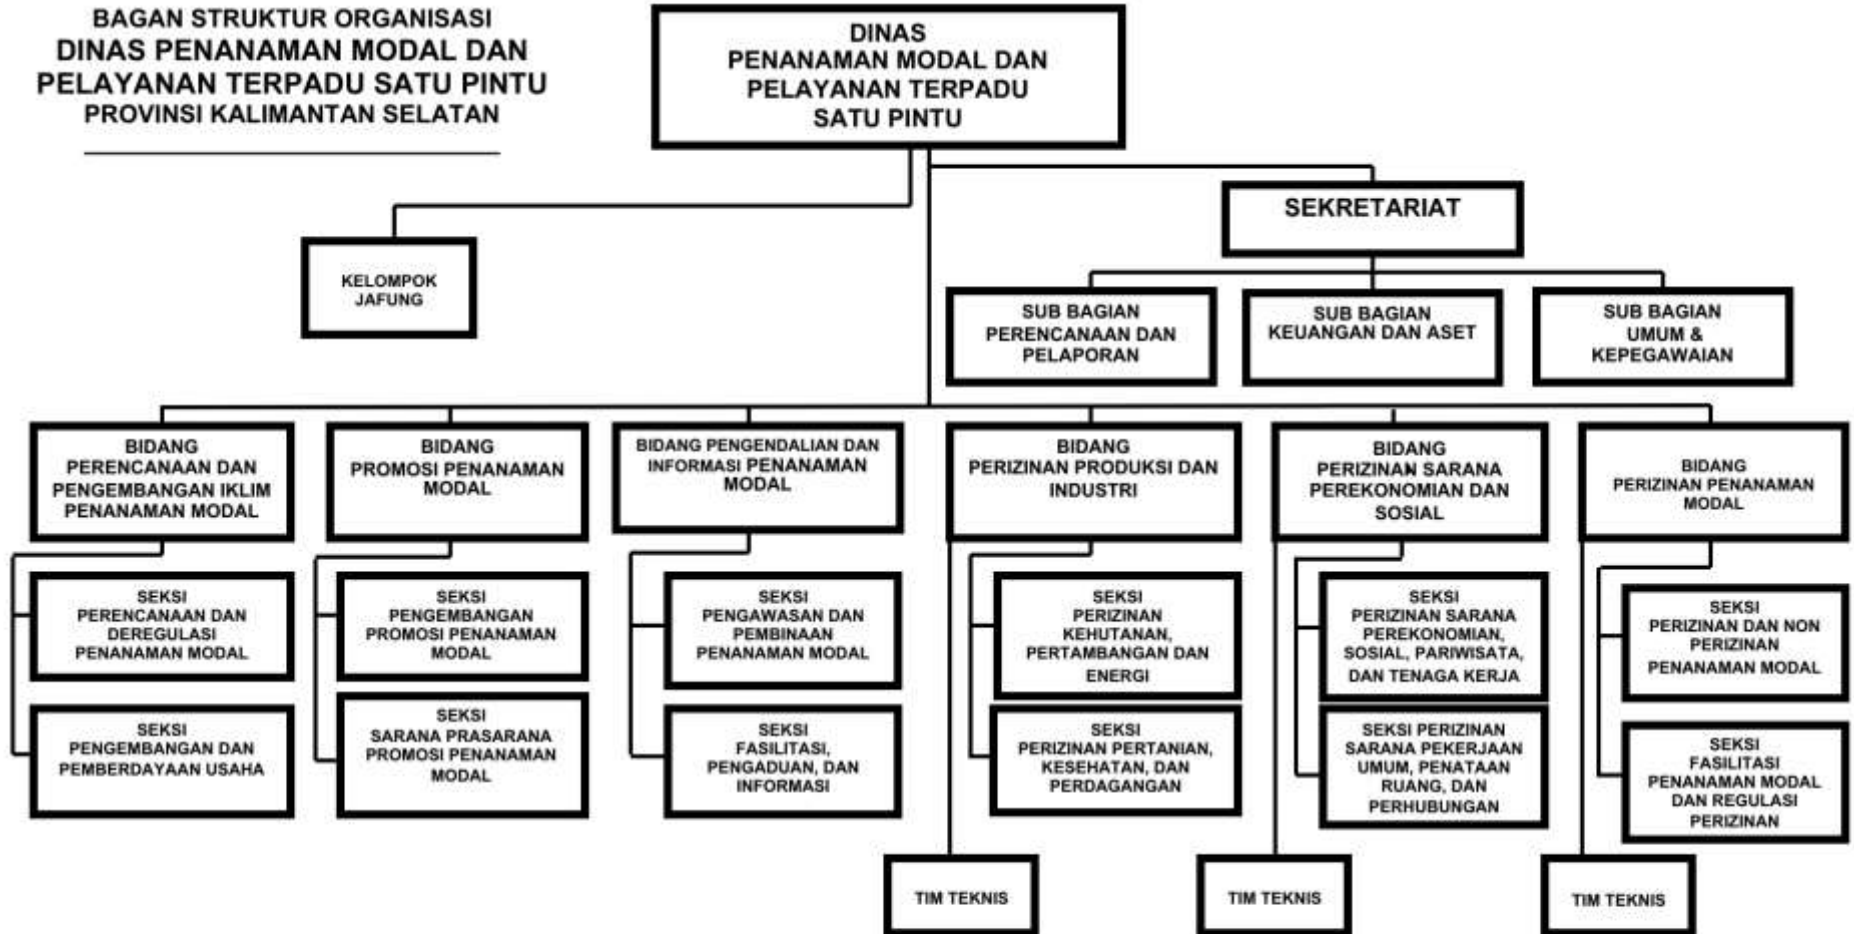 BAGAN STRUKTUR ORGANISASI
DINAS PENANAMAN MODAL DAN
PELAYANAN TERPADU SATU PINTU
PROVINSI KALIMANTAN SELATAN
DINAS
PENANAMAN MODAL DAN
PELAYANAN TERPADU
SATU PINTU
SEKRETARIAT
KELOMPOK
JAFUNG
SUB BAGIAN
PERENCANAAN DAN
PELAPORAN
SUB BAGIAN
KEUANGAN DAN ASET
SUB BAGIAN
UMUM &
KEPEGAWAIAN
BIDANG
PERENCANAAN DAN
PENGEMBANGAN IKLIM
PENANAMAN MODAL
BIDANG
PROMOSI PENANAMAN
MODAL
BIDANG PENGENDALIAN DAN
INFORMASI PENANAMAN
MODAL
BIDANG
PERIZINAN PRODUKSI DAN
INDUSTRI
BIDANG
PERIZINAN SARANA
PEREKONOMIAN DAN
SOSIAL
BIDANG
PERIZINAN PENANAMAN
MODAL
SEKSI
PERENCANAAN DAN
DEREGULASI
PENANAMAN MODAL
SEKSI
PENGEMBANGAN
PROMOSI PENANAMAN
MODAL
SEKSI
PENGAWASAN DAN
PEMBINAAN
PENANAMAN MODAL
SEKSI
PERIZINAN
KEHUTANAN,
PERTAMBANGAN DAN
ENERGI
SEKSI
PERIZINAN SARANA
PEREKONOMIAN,
SOSIAL, PARIWISATA,
DAN TENAGA KERJA
SEKSI
PERIZINAN DAN NON
PERIZINAN
PENANAMAN MODAL
SEKSI
PENGEMBANGAN DAN
PEMBERDAYAAN USAHA
SEKSI
SARANA PRASARANA
PROMOSI PENANAMAN
MODAL
SEKSI
FASILITASI,
PENGADUAN, DAN
INFORMASI
SEKSI
PERIZINAN PERTANIAN,
KESEHATAN, DAN
PERDAGANGAN
SEKSI PERIZINAN
SARANA PEKERJAAN
UMUM, PENATAAN
RUANG, DAN
PERHUBUNGAN
SEKSI
FASILITASI
PENANAMAN MODAL
DAN REGULASI
PERIZINAN
TIM TEKNIS
TIM TEKNIS
TIM TEKNIS